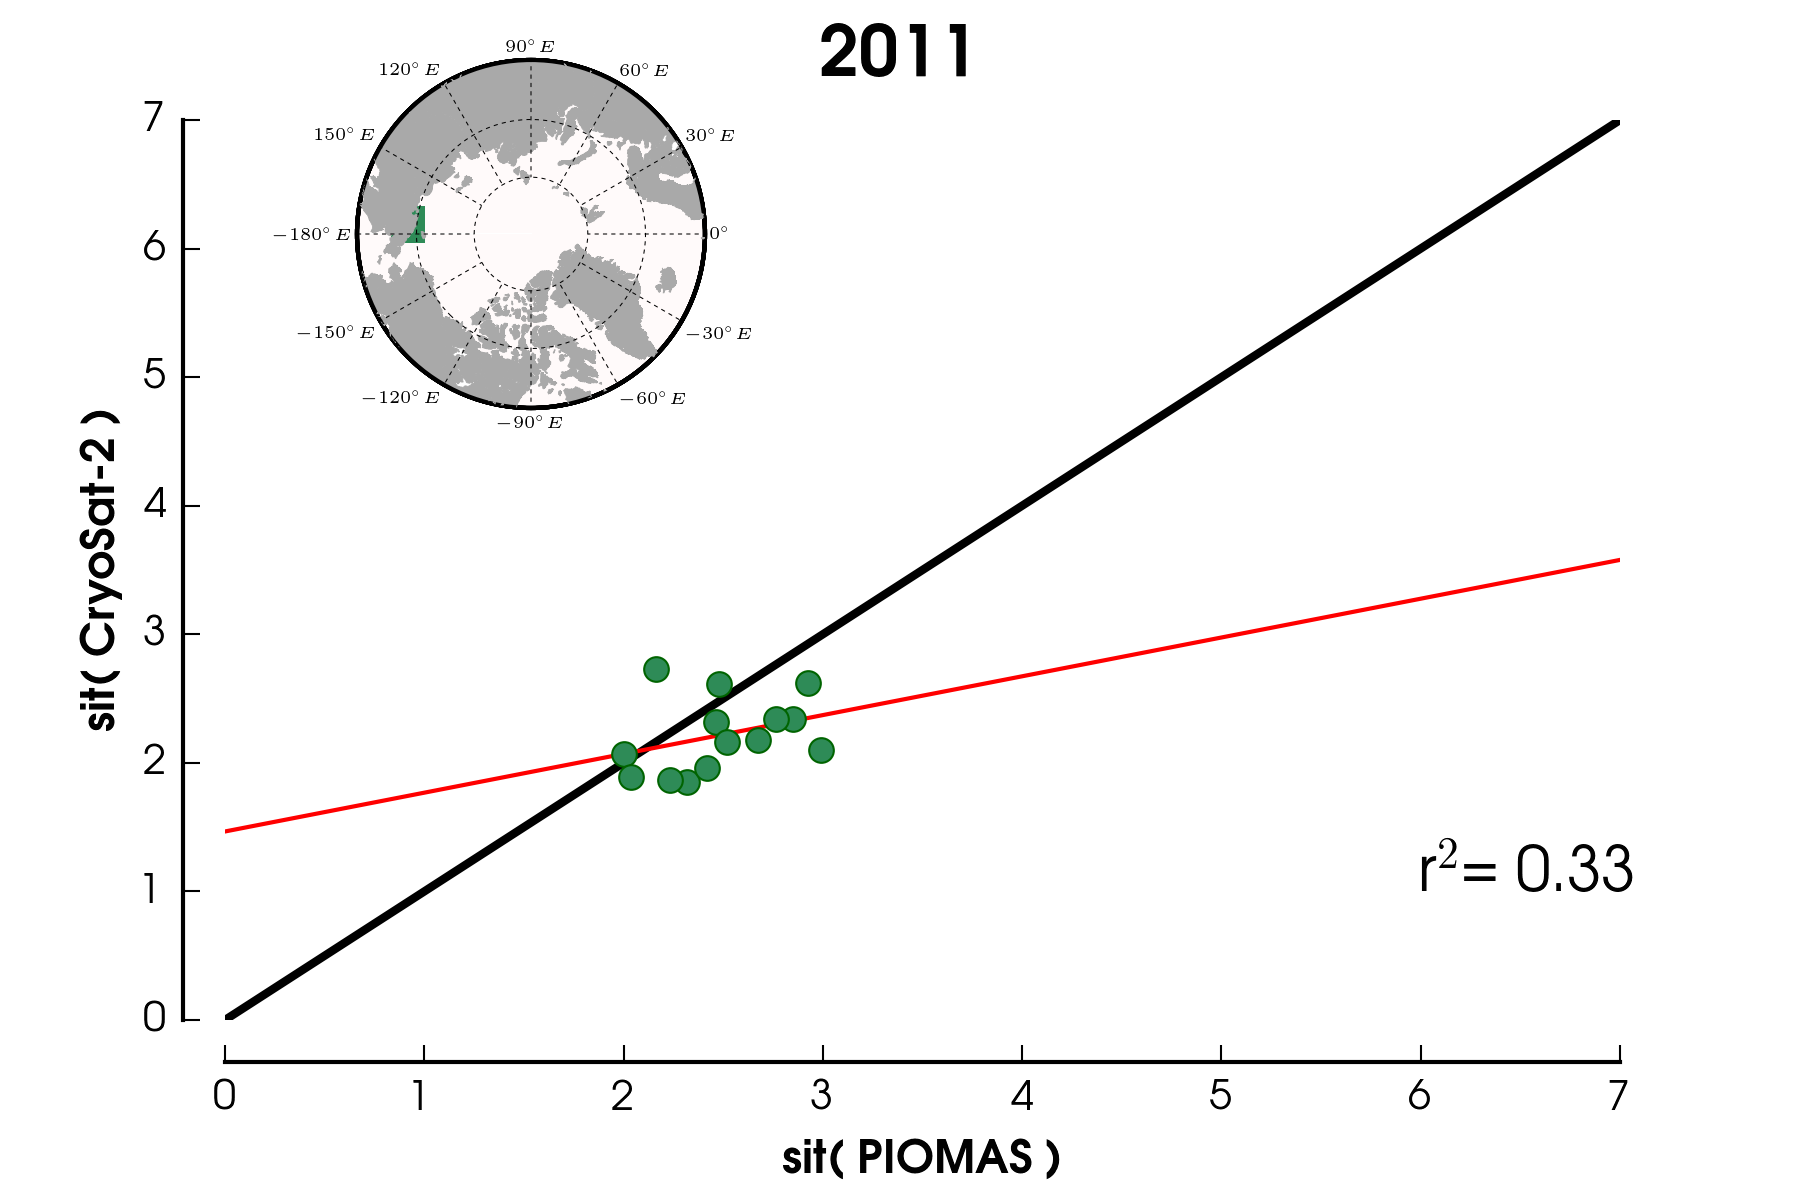 2011
90° E
120° E
60° E
150° E
30° E
−180° E
0°
−150° E
−30° E
−120° E
−60° E
−90° E
7
6
5
4
3
2
1
0
sit( CryoSat-2 )
r²= 0.33
0 1 2 3 4 5 6 7
sit( PIOMAS )